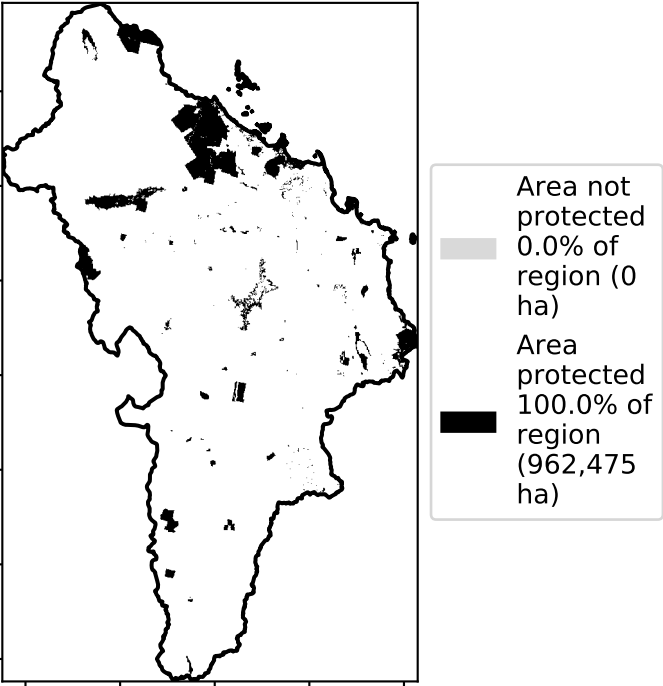 Area not
protected
0.0% of
region (0
ha)
Area
protected
100.0% of
region
(962,475
ha)